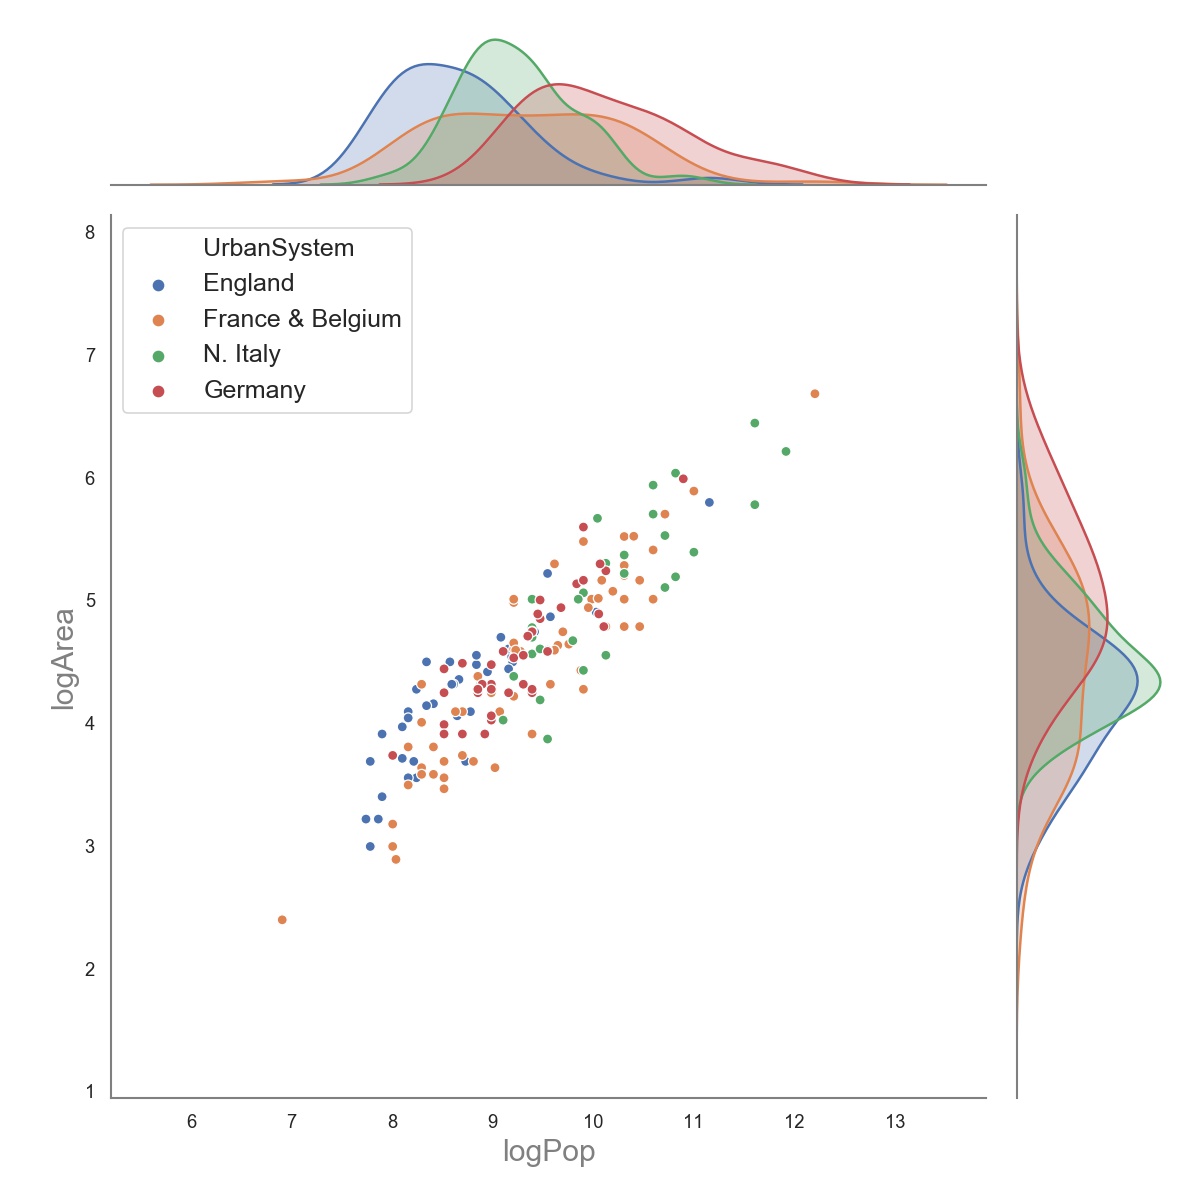 8
7
6
5
4
3
2
1
UrbanSystem
England
France & Belgium
N. Italy
Germany
logArea
6 7 8 9 10 11 12 13
logPop